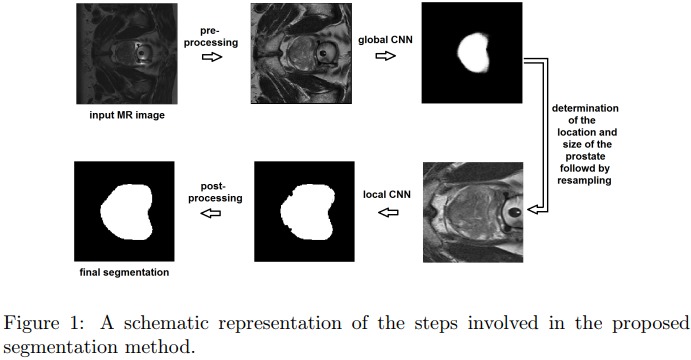 pre-
processing
global CNN
input MR image
determination
of the
location and
size of the
prostate
followd by
resampling
local CNN
post-
processing
final segmentation
Figure 1: A schematic representation of the steps involved in the proposed
segmentation method.